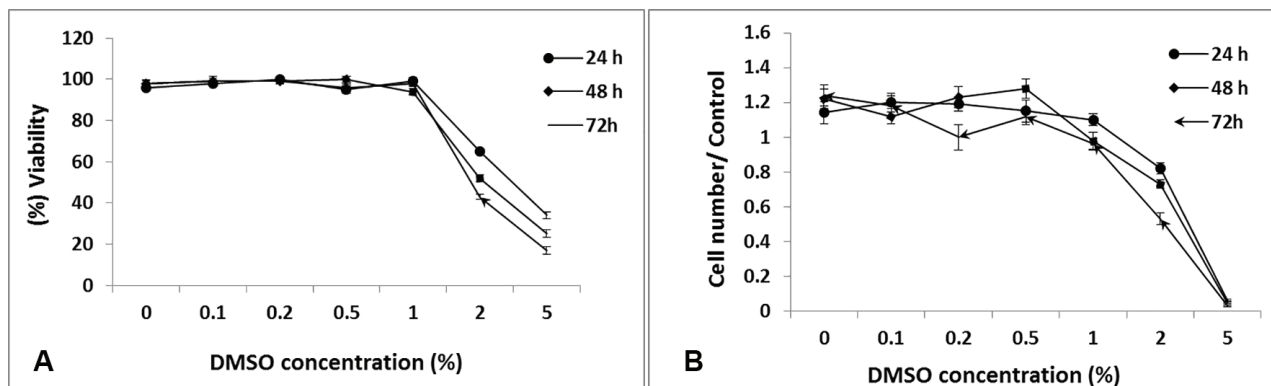 120
100
80
60
40
20
0
(%) Viability
0 0.1 0.2 0.5 1 2 5
DMSO concentration (%)
24 h
48 h
72h
A
1.6
1.4
1.2
1
0.8
0.6
0.4
0.2
0
Cell number/ Control
0 0.1 0.2 0.5 1 2 5
DMSO concentration (%)
24 h
48 h
72h
B